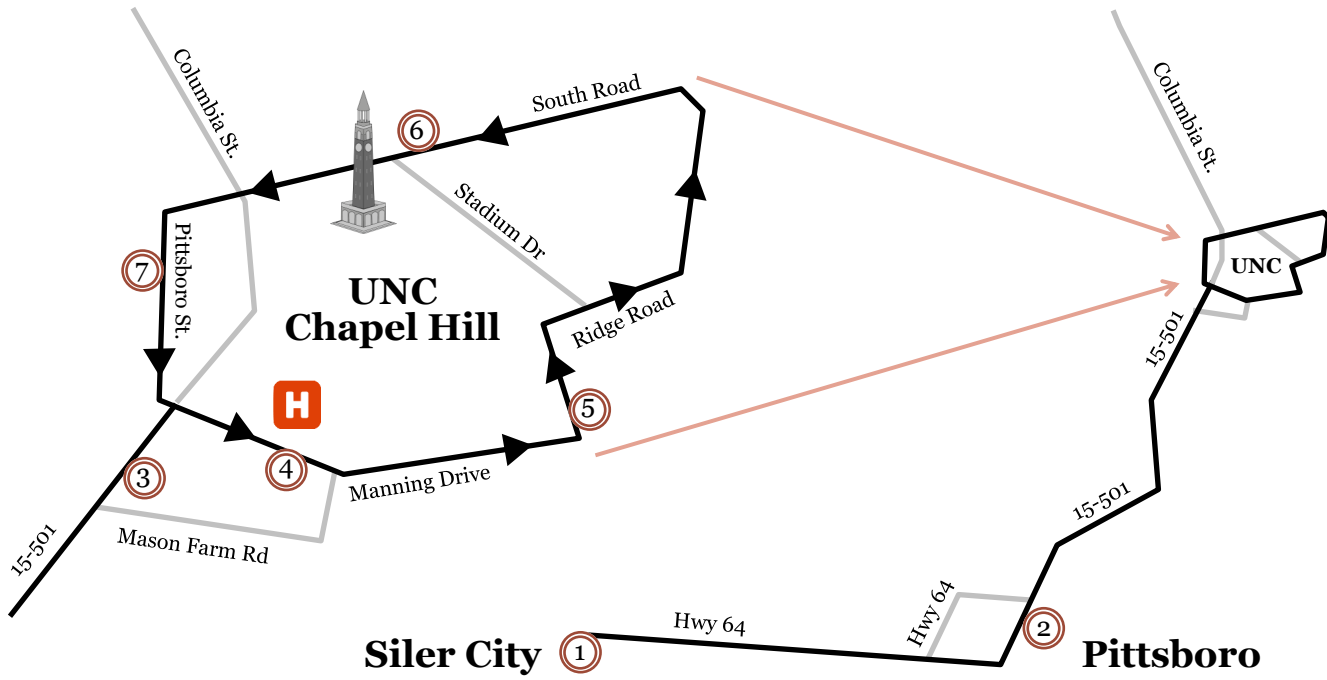 Columbia St.
South Road
6
Stadium Dr
7
Pittsboro St.
UNC
Chapel Hill
Ridge Road
H
5
3
4
Manning Drive
15-501
Mason Farm Rd
Columbia St.
UNC
15-501
15-501
Hwy 64
Hwy 64
Siler City
1
2
Pittsboro